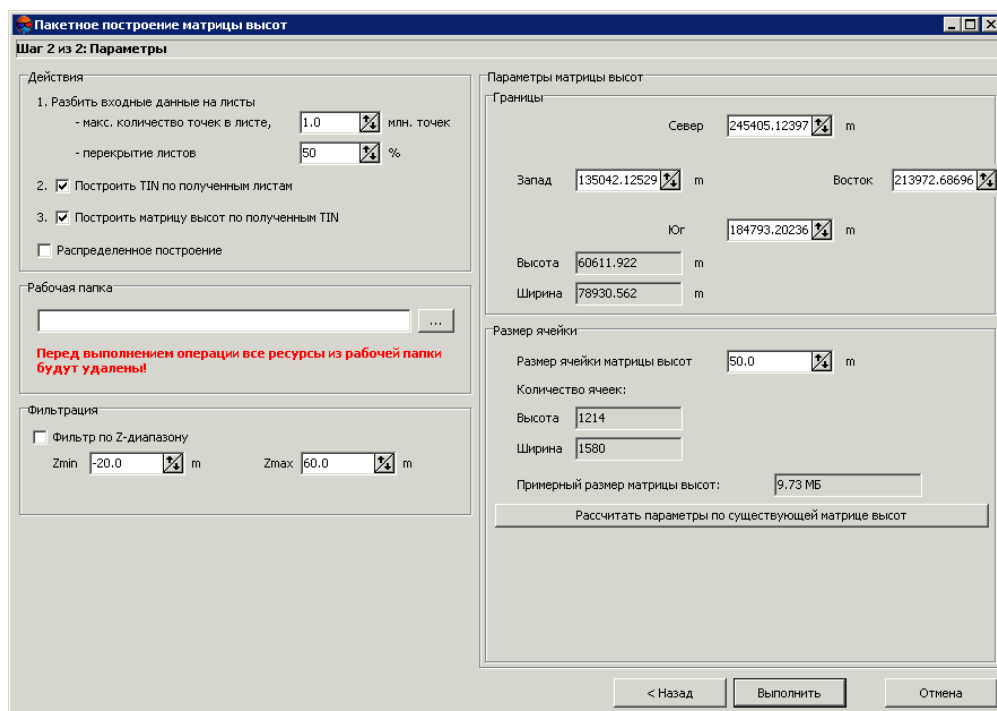 Пакетное построение матрицы высот
Шаг 2 из 2: Параметры
Действия
1. Разбить входные данные на листы
- макс. количество точек в листе, 1.0 млн. точек
- перекрытие листов 50 %
2. Построить TIN по полученным листам
3. Построить матрицу высот по полученным TIN
Распределенное построение
Рабочая папка
...
Перед выполнением операции все ресурсы из рабочей папки
будут удалены!
Фильтрация
Фильтр по Z-диапазону
Zmin -20.0 m Zmax 60.0 m
Параметры матрицы высот
Границы
Север 245405.12397 m
Запад 135042.12529 m Восток 213972.68696
Юг 184793.20236 m
Высота 60611.922 m
Ширина 78930.562 m
Размер ячейки
Размер ячейки матрицы высот 50.0 m
Количество ячеек:
Высота 1214
Ширина 1580
Примерный размер матрицы высот: 9.73 МБ
Рассчитать параметры по существующей матрице высот
< Назад Выполнить Отмена